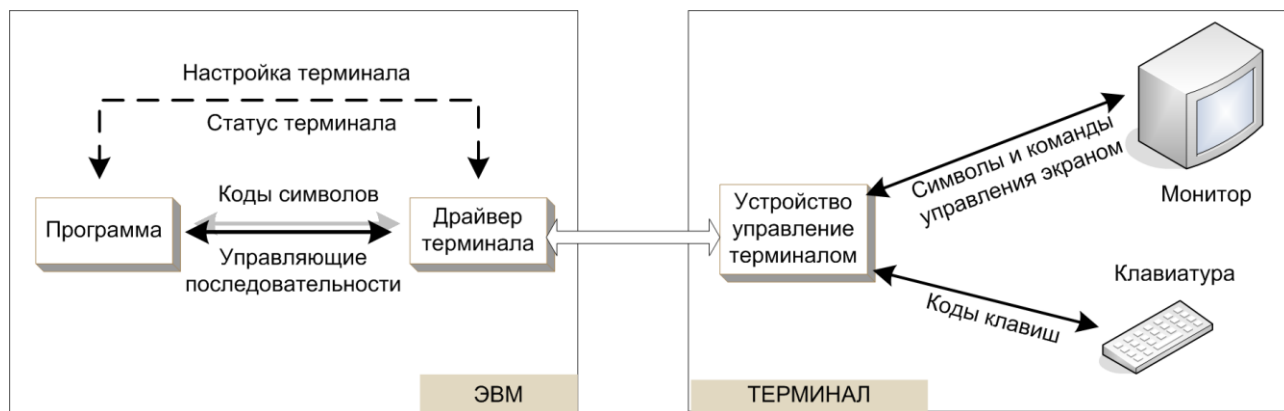 Настройка терминала
Статус терминала
Коды символов
Программа
Драйвер
терминала
Управляющие
последовательности
ЭВМ
Символы и команды
управления экраном
Монитор
Устройство
управление
терминалом
Клавиатура
Коды клавиш
ТЕРМИНАЛ